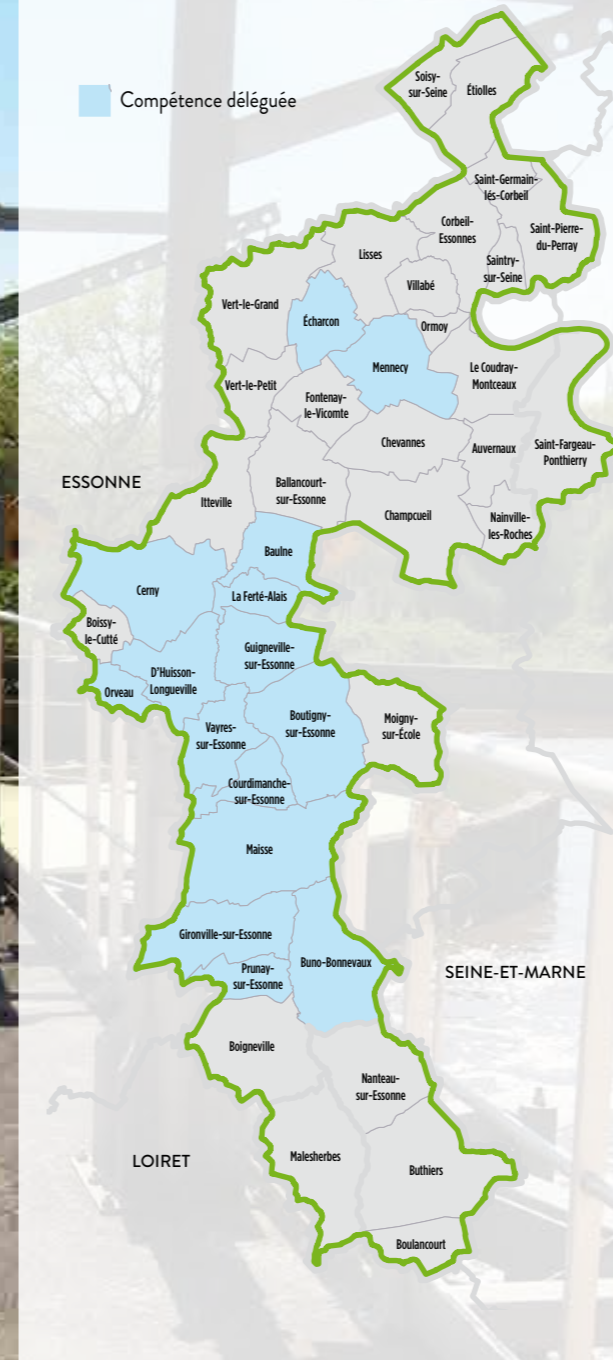 Compétence déléguée
Soisy-
sur-Seine
Étiolles
Saint-Germain-
lés-Corbeil
Corbeil-
Essonnes
Saint-Pierre-
du-Perray
Lisses
Saintry-
sur-Seine
Villabé
Vert-le-Grand
Écharcon
Ormoy
Mennecy
Le Coudray-
Montceaux
Vert-le-Petit
Fontenay-
le-Vicomte
Chevannes
Auvernaux
Saint-Fargeau-
Ponthierry
ESSONNE
Itteville
Ballancourt-
sur-Essonne
Champcueil
Nainville-
les-Roches
Baulne
Cerny
La Ferté-Alais
Boissy-
le-Cutté
Guigneville-
sur-Essonne
D'Huisson-
Longueville
Orveau
Vayres-
sur-Essonne
Boutigny-
sur-Essonne
Moigny-
sur-École
Courdimanche-
sur-Essonne
Maisse
Gironville-sur-Essonne
Buno-Bonnevaux
Prunay-
sur-Essonne
SEINE-ET-MARNE
Boigneville
Nanteau-
sur-Essonne
LOIRET
Malesherbes
Buthiers
Boulancourt